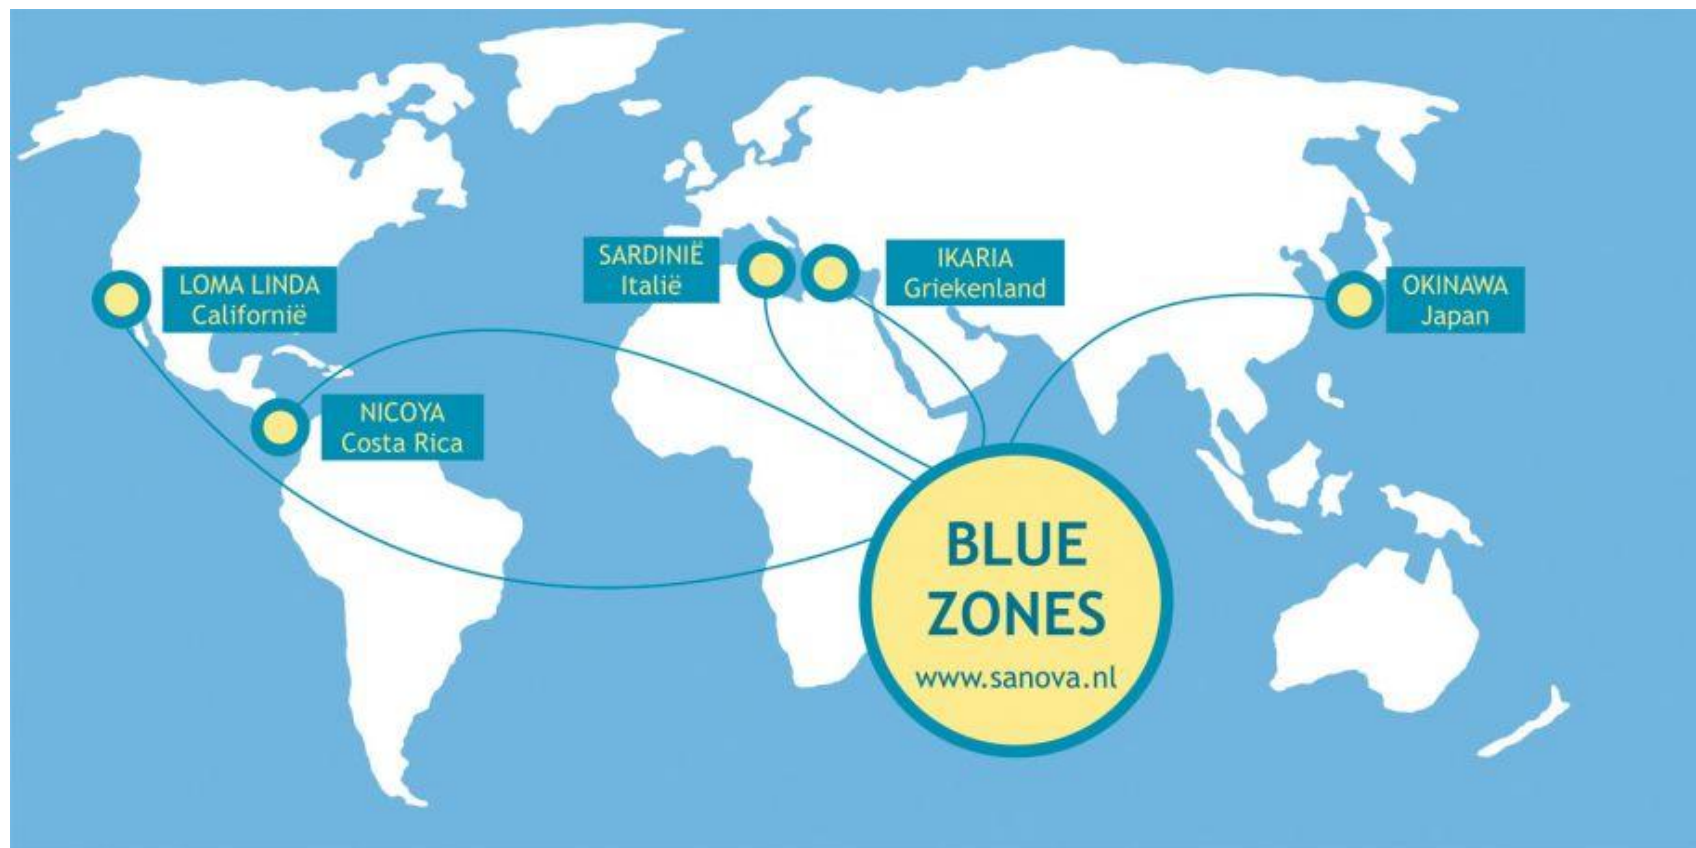 SARDINIË
Italië
IKARIA
Griekenland
LOMA LINDA
Californië
OKINAWA
Japan
NICOYA
Costa Rica
BLUE
ZONES
www.sanova.nl